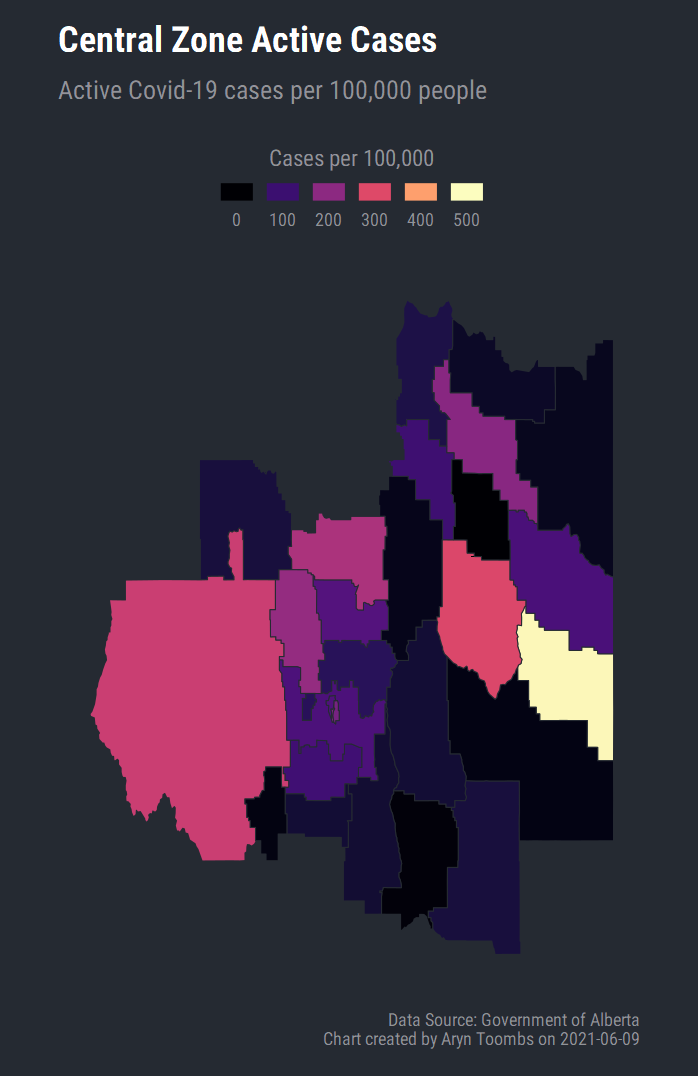 Central Zone Active Cases
Active Covid-19 cases per 100,000 people
Cases per 100,000
0 100 200 300 400 500
Data Source: Government of Alberta
Chart created by Aryn Toombs on 2021-06-09